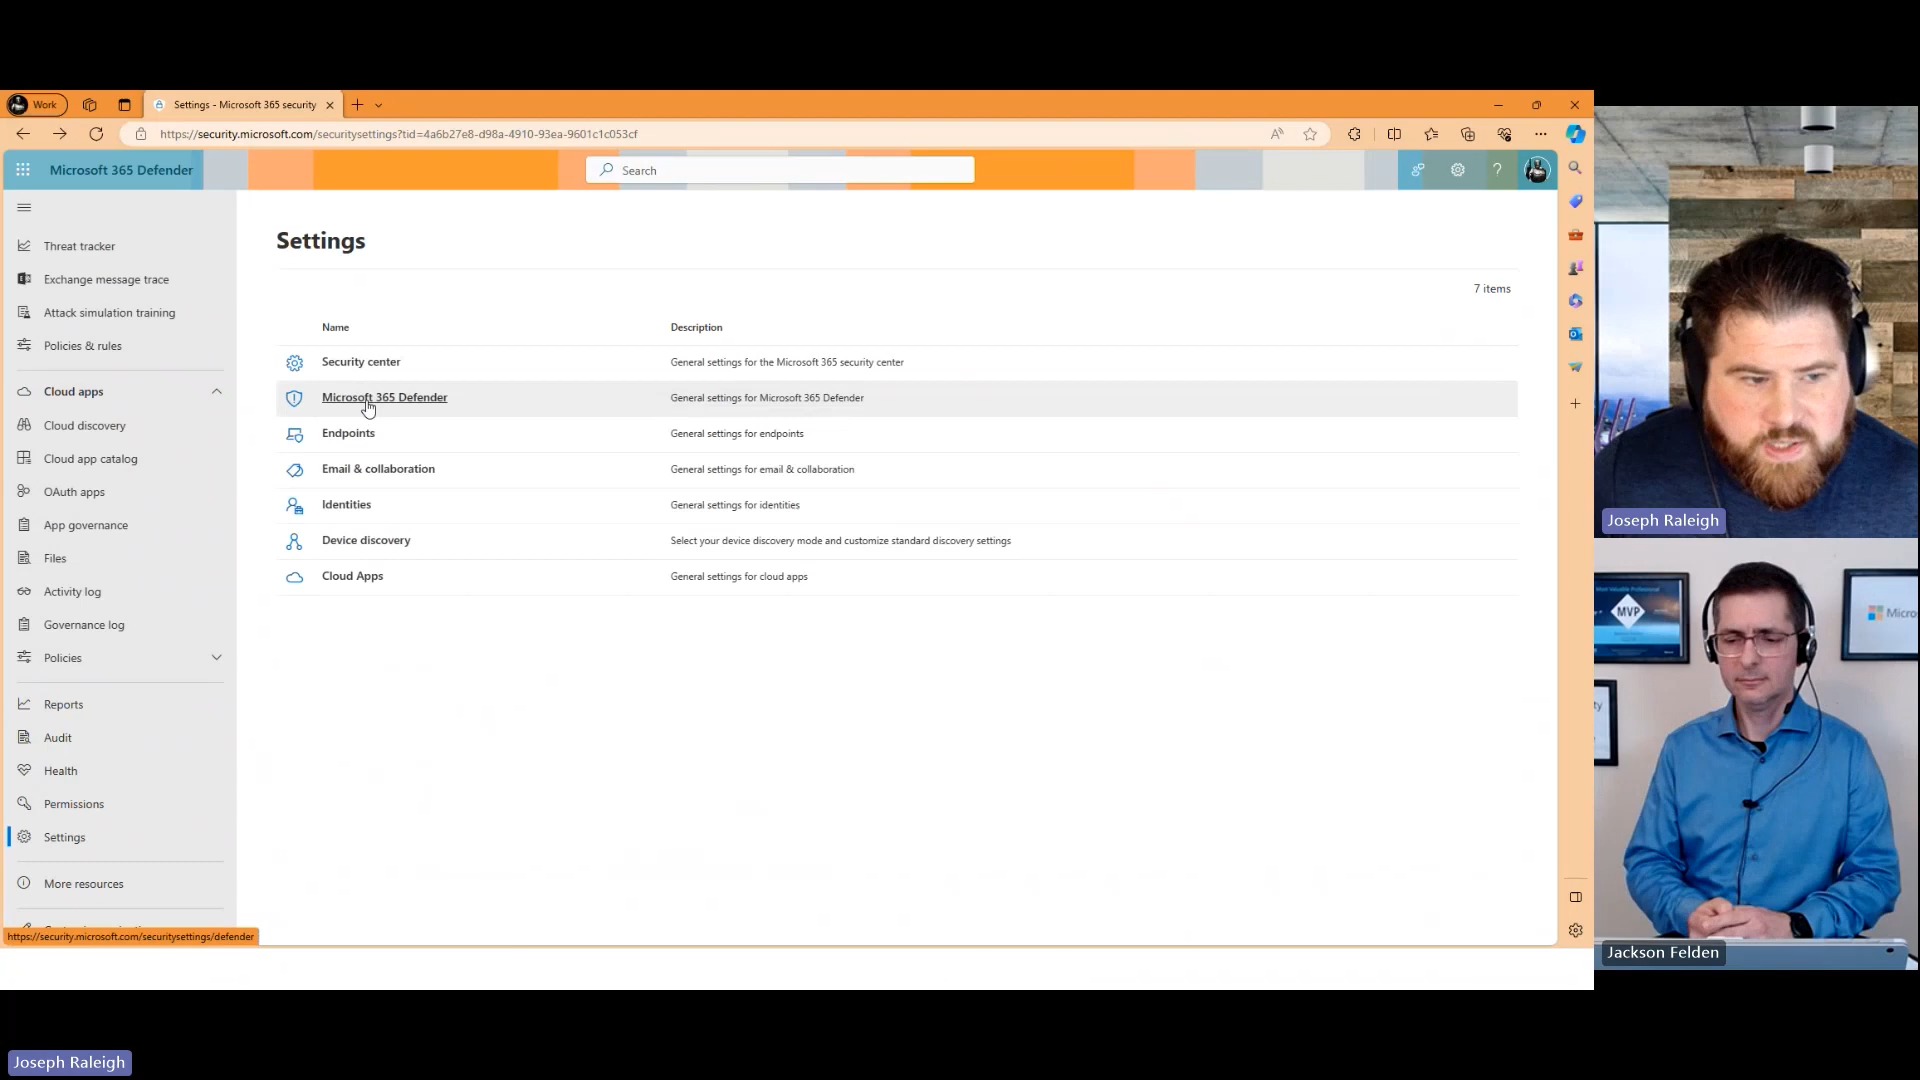 Work
Settings - Microsoft 365 security
https://security.microsoft.com/securitysettings?tid=4a6b27e8-d98a-4910-93ea-9601c1c053cf
Microsoft 365 Defender
Search
Threat tracker
Exchange message trace
Attack simulation training
Policies & rules
Cloud apps
Cloud discovery
Cloud app catalog
OAuth apps
App governance
Files
Activity log
Governance log
Policies
Reports
Audit
Health
Permissions
Settings
More resources
https://security.microsoft.com/securitysettings/defender
Settings
7 items
Name Description
Security center General settings for the Microsoft 365 security center
Microsoft 365 Defender General settings for Microsoft 365 Defender
Endpoints General settings for endpoints
Email & collaboration General settings for email & collaboration
Identities General settings for identities
Device discovery Select your device discovery mode and customize standard discovery settings
Cloud Apps General settings for cloud apps
Joseph Raleigh
MVP
Micro
Jackson Felden
Joseph Raleigh